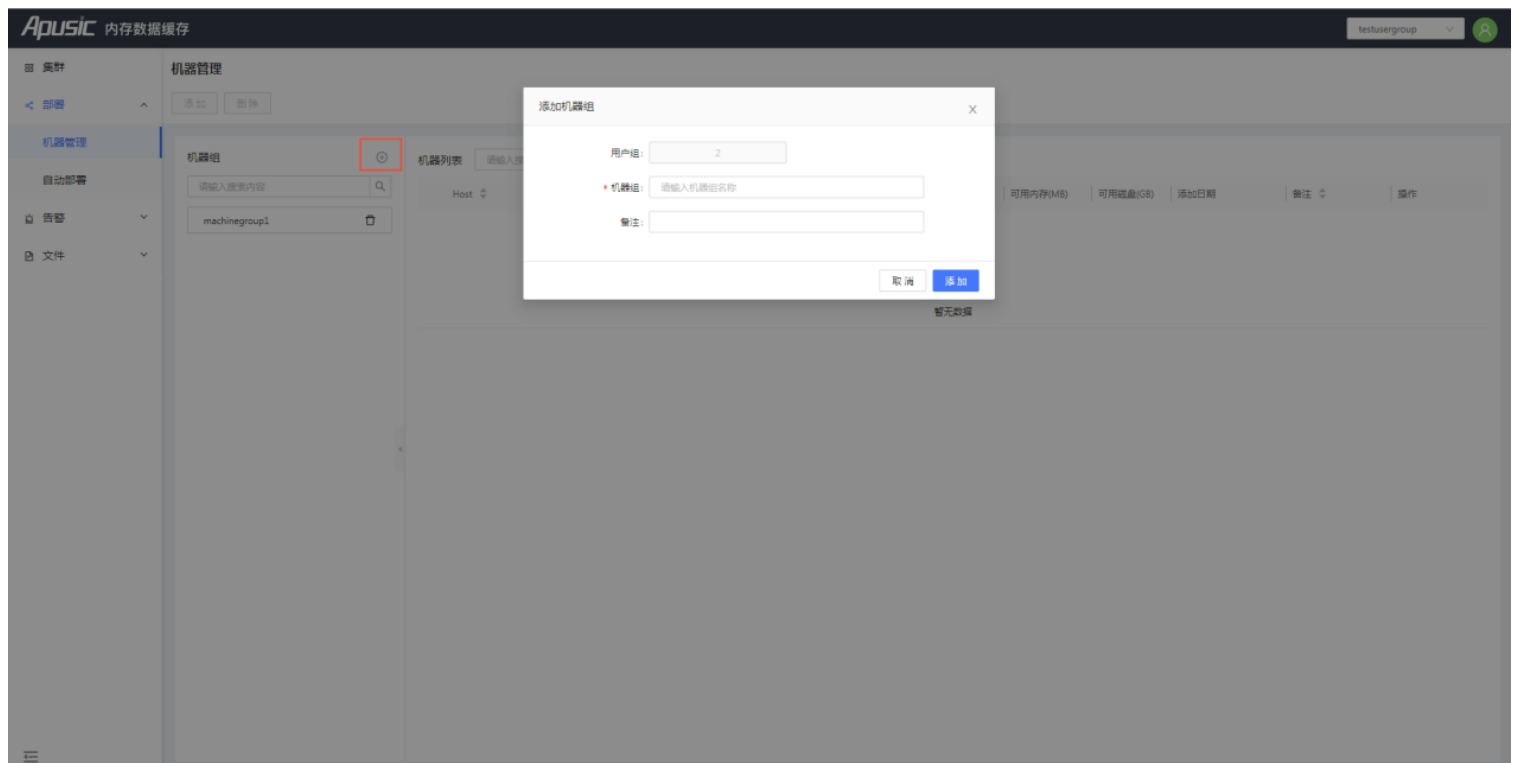 Apusic 内存数据缓存
testusergroup
集群
部署
机器管理
自动部署
告警
文件
机器管理
添加 删除
机器组
请输入搜索内容
machinegroup1
机器列表 请输入搜
Host 可用内存(MB) 可用磁盘(GB) 添加日期 备注 操作
暂无数据
添加机器组
用户组: 2
* 机器组: 请输入机器组名称
备注:
取消 添加